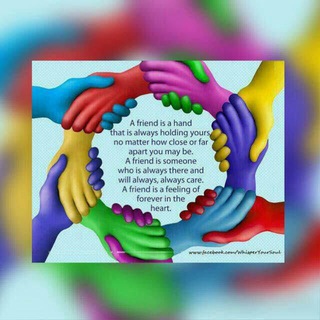 A friend is a hand
that is always holding yours
no matter how close or far
apart you may be.
A friend is someone
who is always there and
will always, always care.
A friend is a feeling of
forever in the
heart.
www.facebook.com/WhisperYourSoul